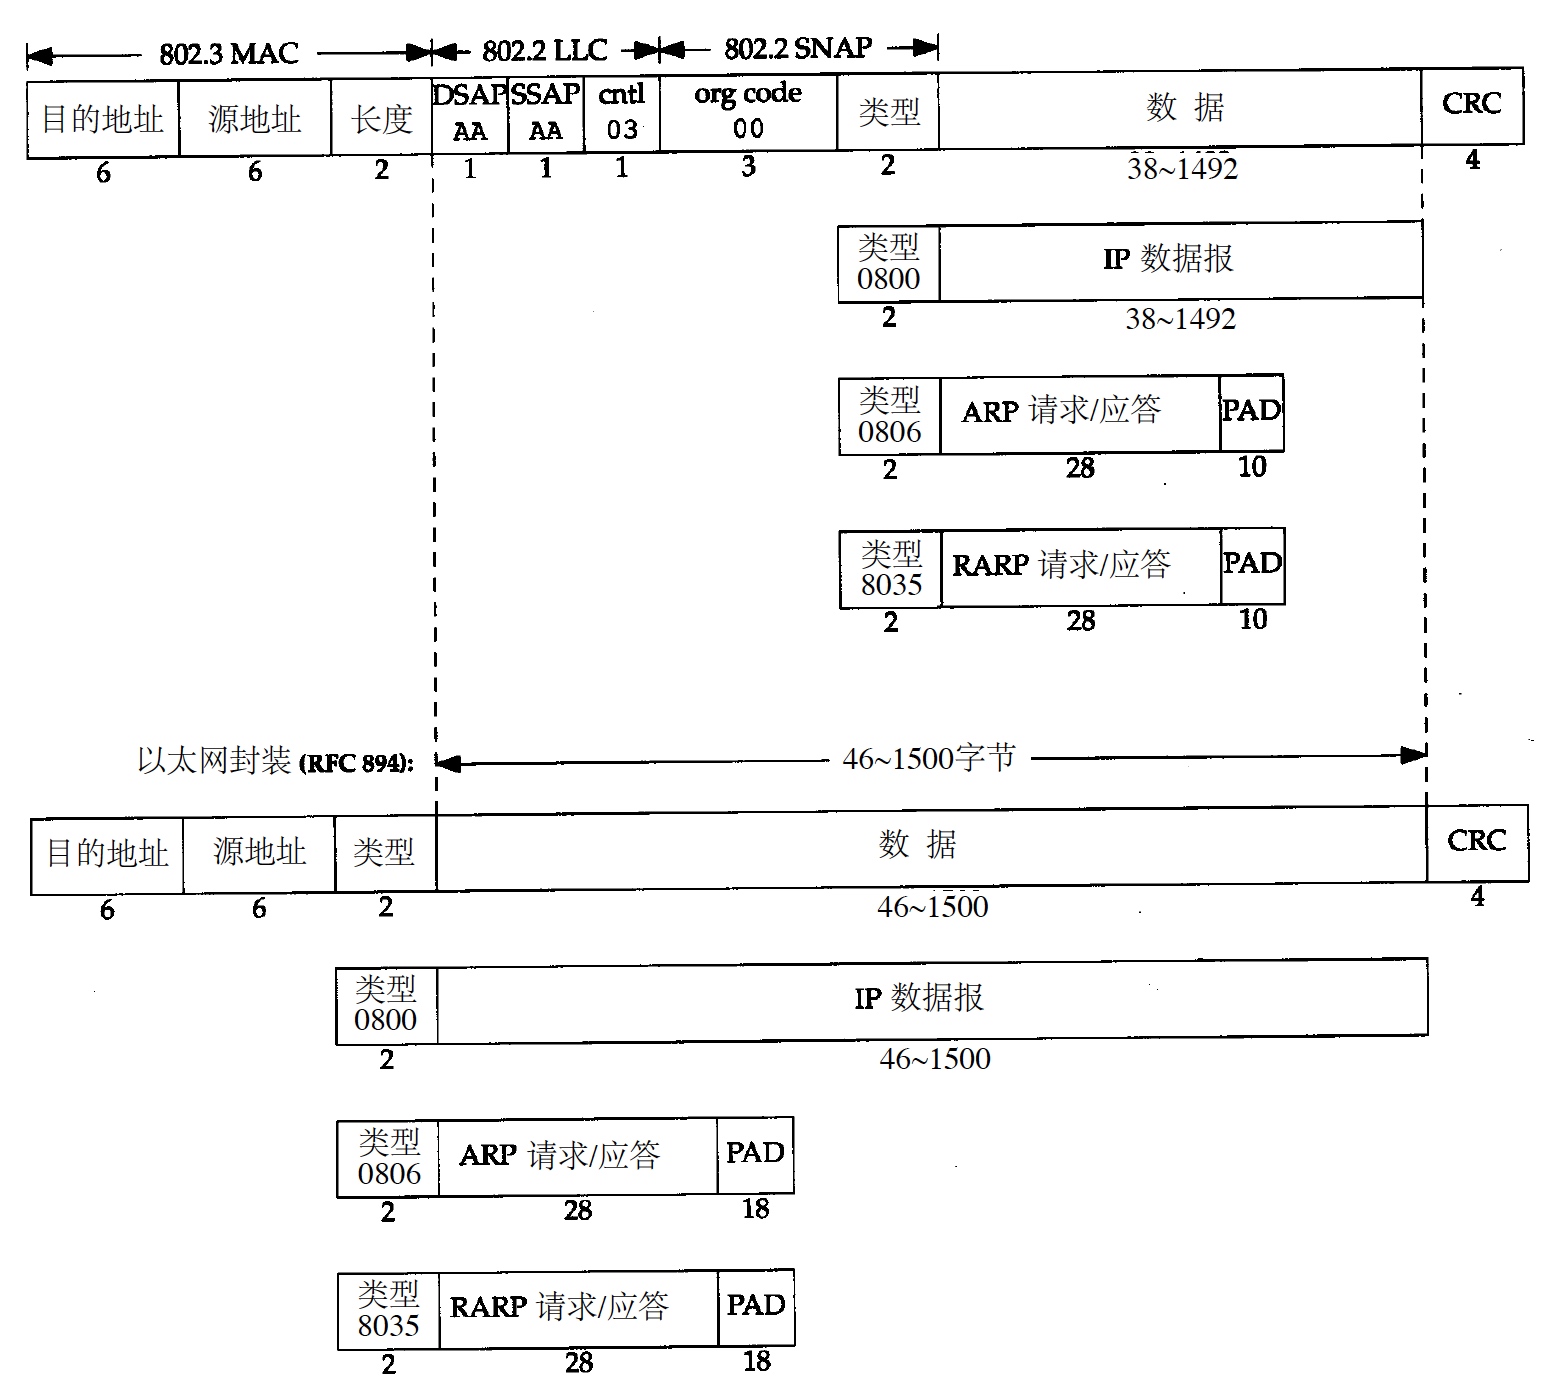 802.3 MAC 802.2 LLC 802.2 SNAP
目的地址 源地址 长度 DSAP AA SSAP AA cntl 03 org code 00 类型 数 据 CRC
6 6 2 1 1 1 3 2 38~1492 4
类型 0800 IP 数据报
2 38~1492
类型 0806 ARP 请求/应答 PAD
2 28 10
类型 8035 RARP 请求/应答 PAD
2 28 10
以太网封装 (RFC 894): 46~1500字节
目的地址 源地址 类型 数 据 CRC
6 6 2 46~1500 4
类型 0800 IP 数据报
2 46~1500
类型 0806 ARP 请求/应答 PAD
2 28 18
类型 8035 RARP 请求/应答 PAD
2 28 18